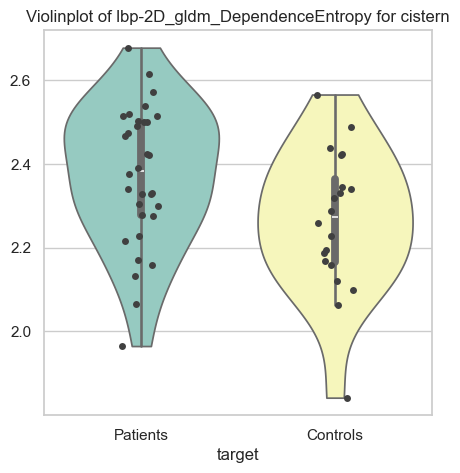 Violinplot of lbp-2D_gldm_DependenceEntropy for cistern
2.6
2.4
2.2
2.0
Patients
Controls
target